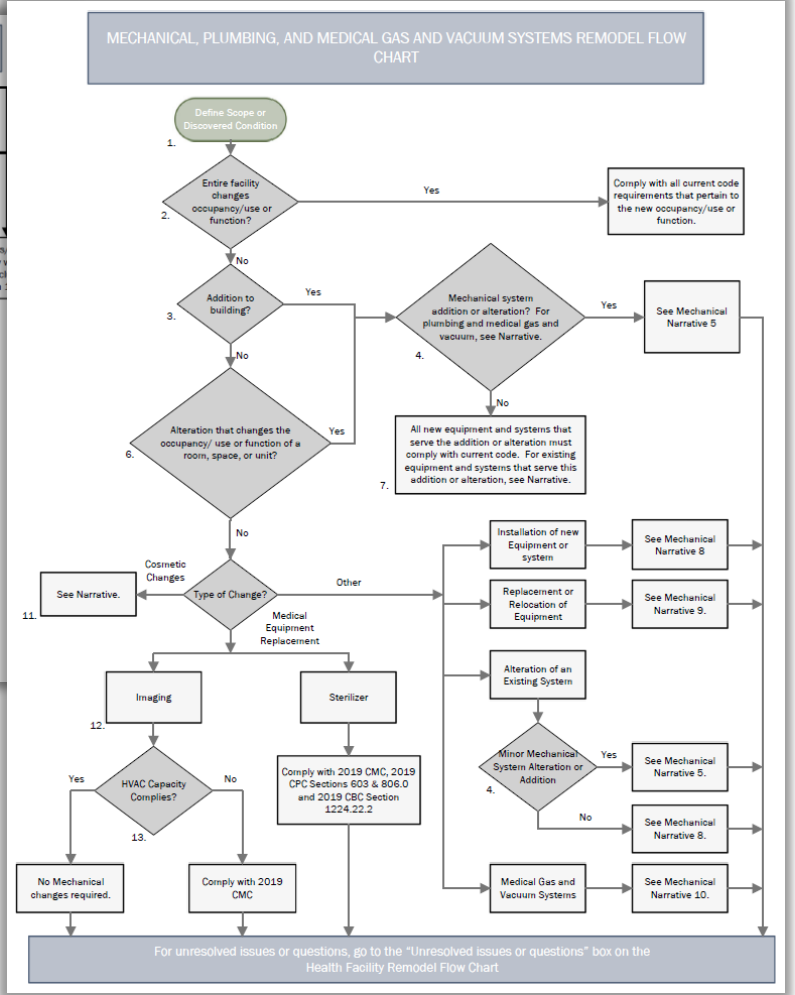 MECHANICAL, PLUMBING, AND MEDICAL GAS AND VACUUM SYSTEMS REMODEL FLOW
CHART
Define Scope or
Discovered Condition
1.
Entire facility
changes
occupancy/use or
function?
2.
Yes
Comply with all current code
requirements that pertain to
the new occupancy/use or
function.
No
Addition to
building?
3.
Yes
Mechanical system
addition or alteration? For
plumbing and medical gas and
vacuum, see Narrative.
4.
Yes
See Mechanical
Narrative 5
No
No
Alteration that changes the
occupancy/ use or function of a
room, space, or unit?
6.
Yes
All new equipment and systems that
serve the addition or alteration must
comply with current code. For existing
equipment and systems that serve this
addition or alteration, see Narrative.
7.
No
Cosmetic
Changes
See Narrative.
11.
Type of Change?
Other
Medical
Equipment
Replacement
Installation of new
Equipment or
system
See Mechanical
Narrative 8
Replacement or
Relocation of
Equipment
See Mechanical
Narrative 9.
Alteration of an
Existing System
Imaging
12.
Sterilizer
Minor Mechanical
System Alteration or
Addition
4.
Yes
See Mechanical
Narrative 5.
No
See Mechanical
Narrative 8.
HVAC Capacity
Complies?
13.
Yes
No
Comply with 2019 CMC, 2019
CPC Sections 603 & 806.0
and 2019 CBC Section
1224.22.2
No Mechanical
changes required.
Comply with 2019
CMC
Medical Gas and
Vacuum Systems
See Mechanical
Narrative 10.
For unresolved issues or questions, go to the "Unresolved issues or questions" box on the
Health Facility Remodel Flow Chart